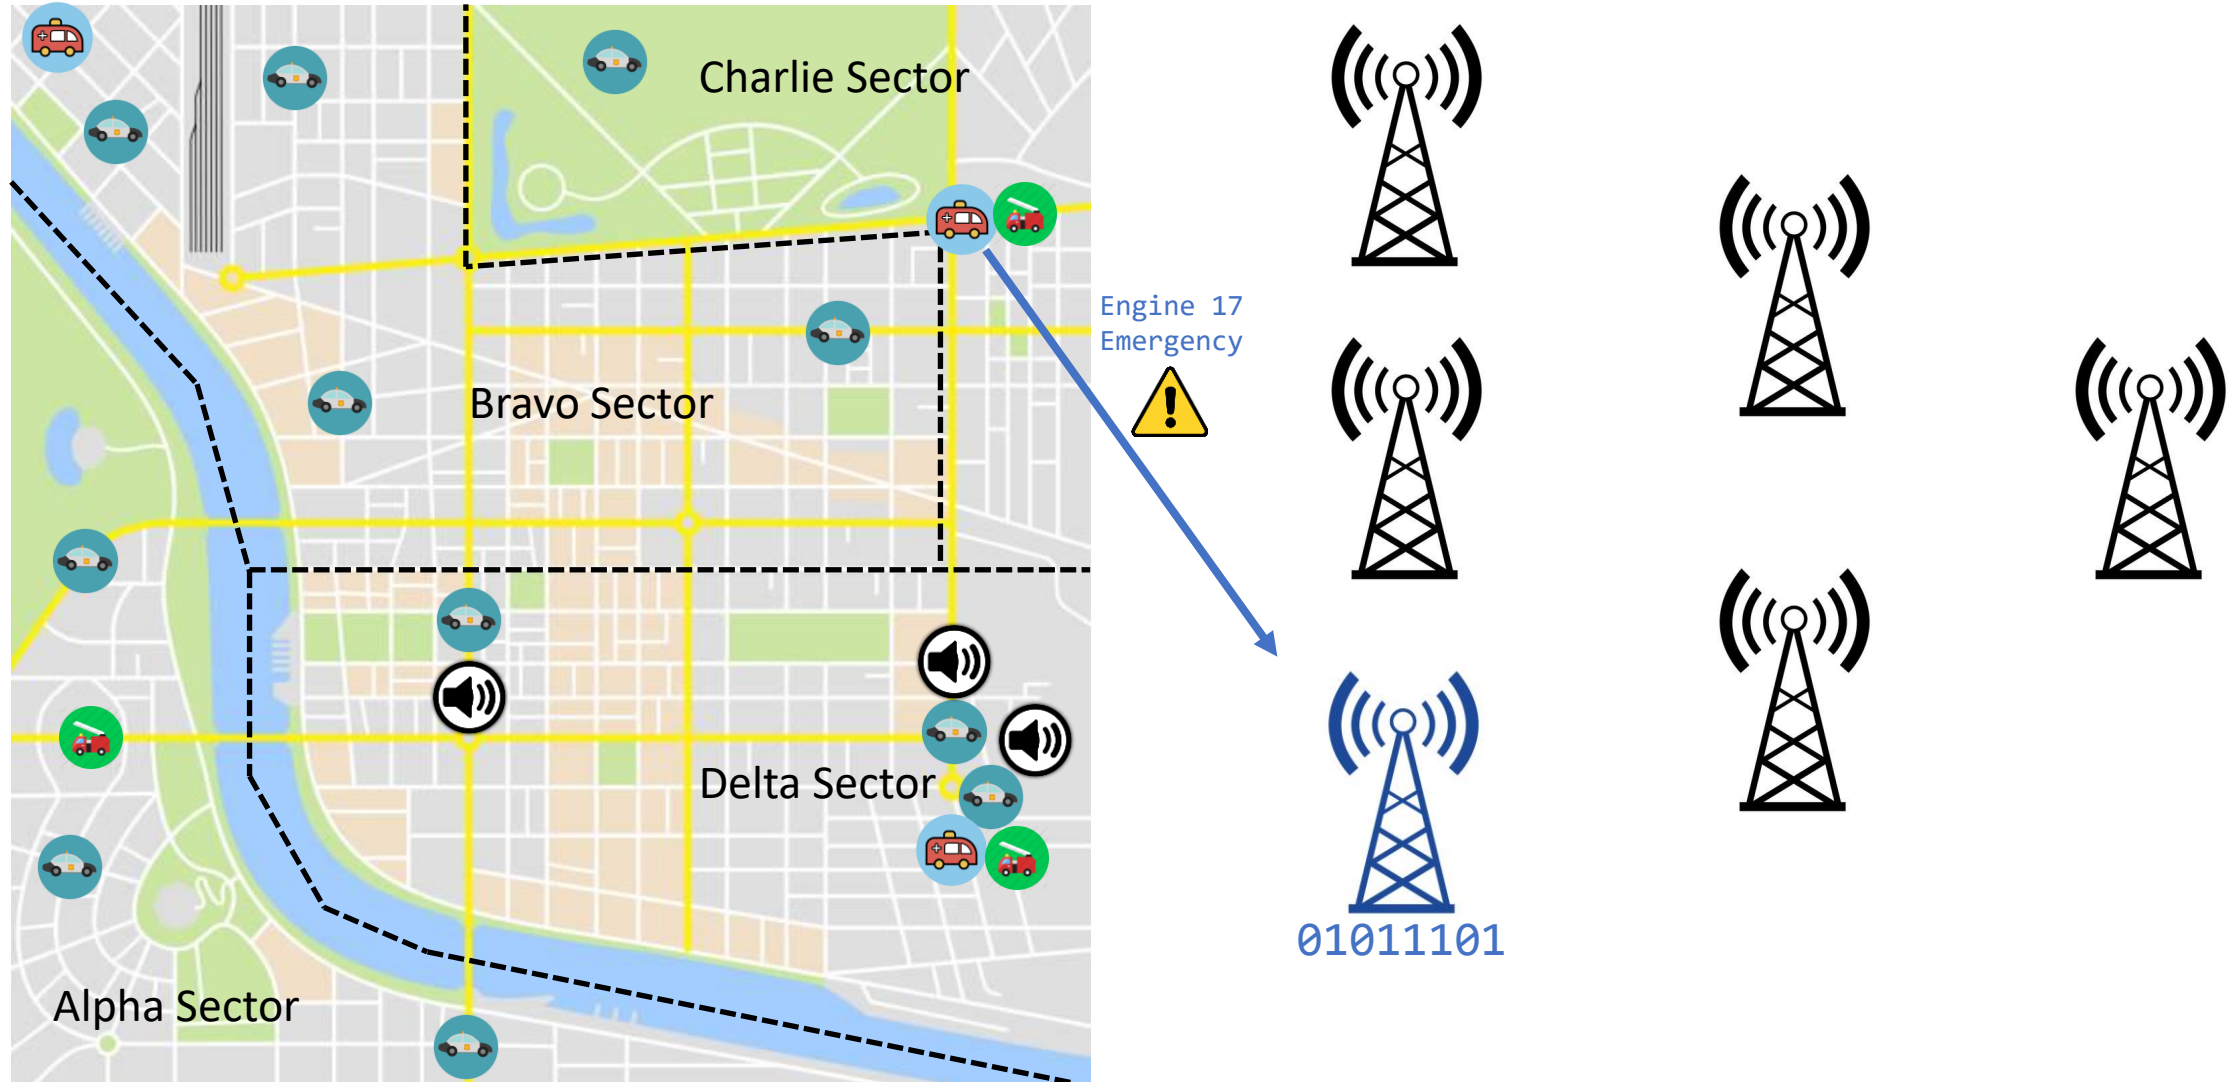 Charlie Sector
Engine 17
Emergency
Bravo Sector
Delta Sector
01011101
Alpha Sector